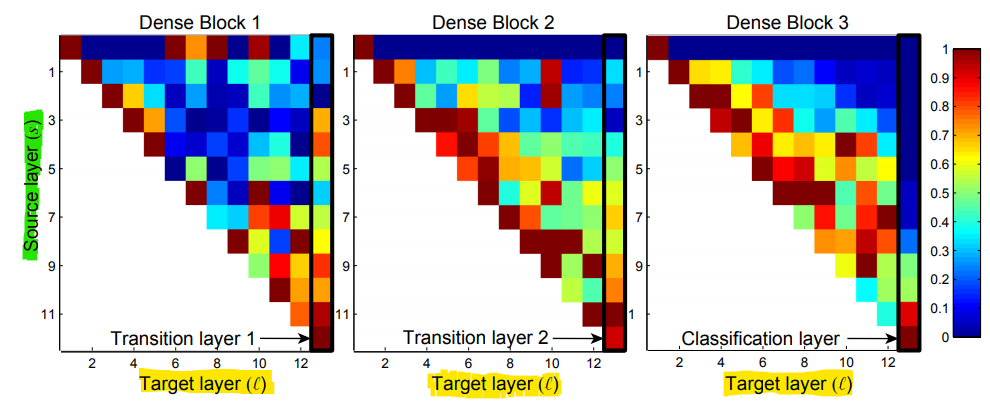 Dense Block 1 Dense Block 2 Dense Block 3
1 1 1 1
0.9
0.8
3 3 3 0.7
Source layer (s)
0.6
5 5 5 0.5
7 7 7 0.4
0.3
9 9 9 0.2
0.1
11 11 1
Transition layer 1 Transition layer 2 Classification layer 0
2 4 6 8 10 12 2 4 6 8 10 12 2 4 6 8 10 12
Target layer (ℓ) Target layer (ℓ) Target layer (ℓ)